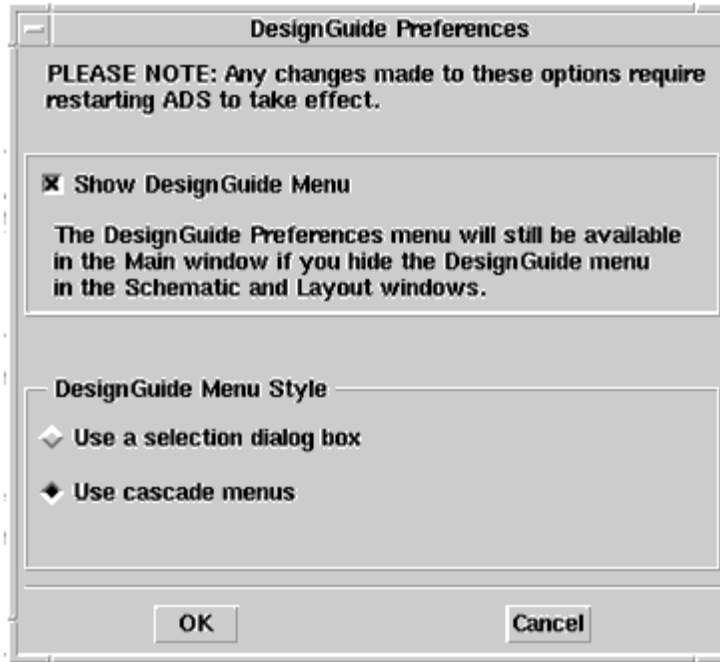 DesignGuide Preferences
PLEASE NOTE: Any changes made to these options require
restarting ADS to take effect.
Show DesignGuide Menu
The DesignGuide Preferences menu will still be available
in the Main window if you hide the DesignGuide menu
in the Schematic and Layout windows.
DesignGuide Menu Style
Use a selection dialog box
Use cascade menus
OK
Cancel